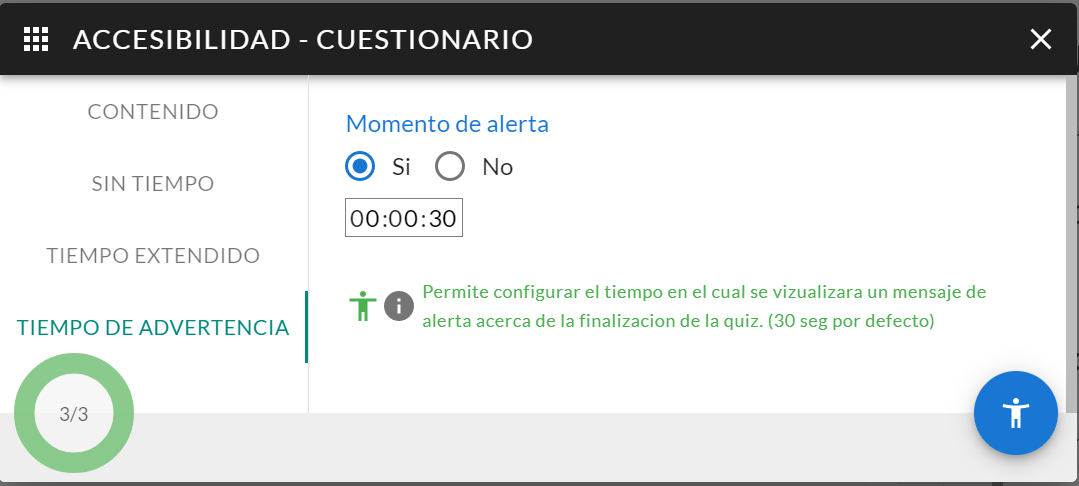 ACCESIBILIDAD - CUESTIONARIO
CONTENIDO
SIN TIEMPO
TIEMPO EXTENDIDO
TIEMPO DE ADVERTENCIA
3/3
Momento de alerta
Si No
00:00:30
Permite configurar el tiempo en el cual se vizualizara un mensaje de
alerta acerca de la finalizacion de la quiz. (30 seg por defecto)